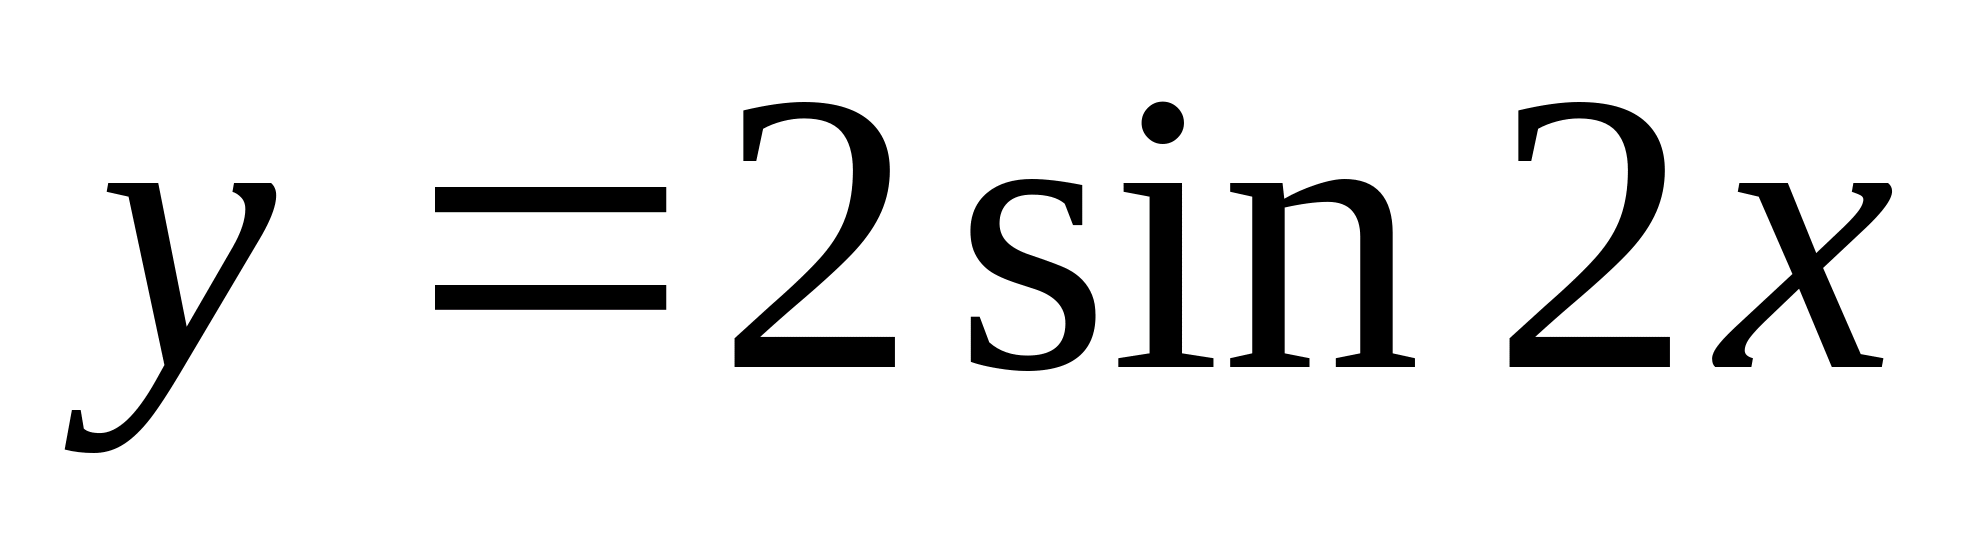 y = 2 sin 2x